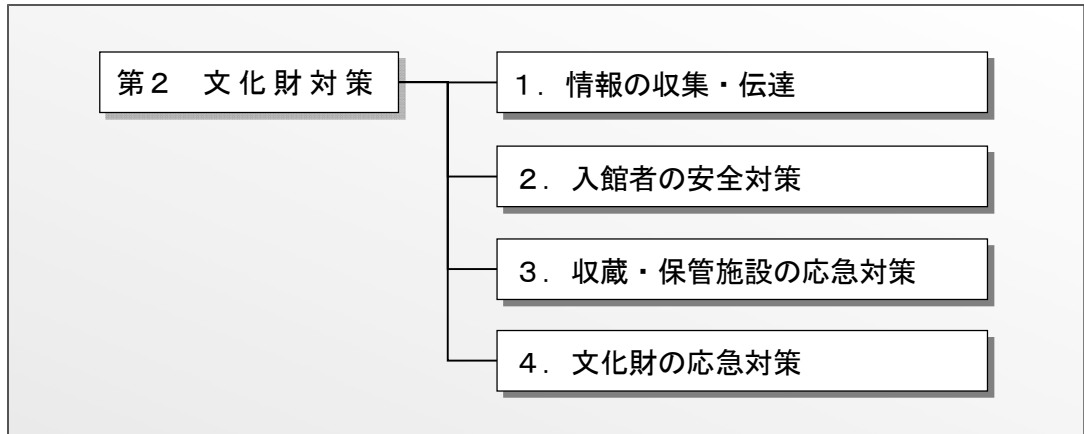 第２　文化財対策
１．情報の収集・伝達
２．入館者の安全対策
３．収蔵・保管施設の応急対策
４．文化財の応急対策